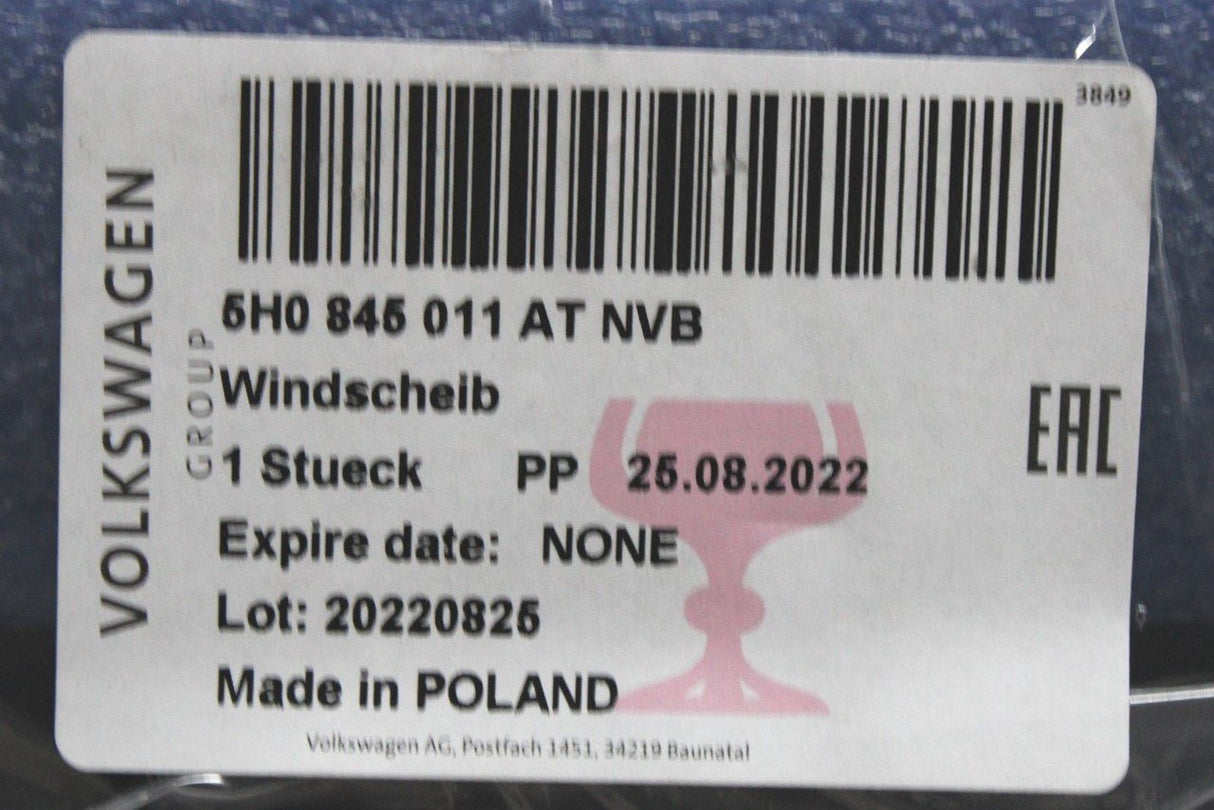 3849
VOLKSWAGEN
GROUP
5H0 845 011 AT NVB
Windscheib
1 Stueck PP 25.08.2022
EAC
Expire date: NONE
Lot: 20220825
Made in POLAND
Volkswagen AG, Postfach 1451, 34219 Baunatal